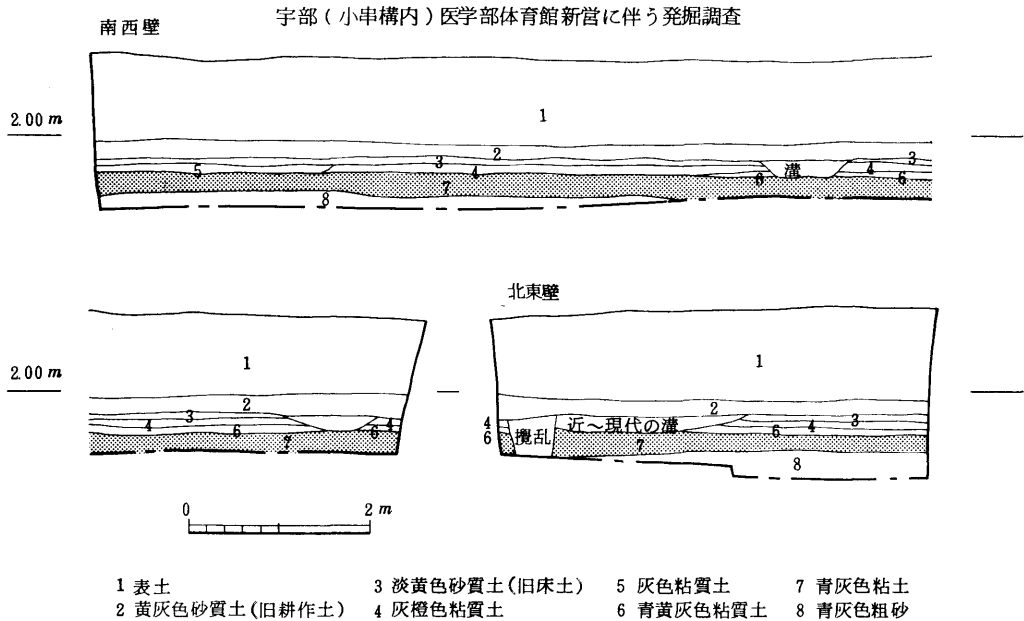 宇部(小串構内)医学部体育館新営に伴う発掘調査
南西壁
2.00 m
1
2
3
3
5
4
4
6
溝
6
7
8
北東壁
2.00 m
1
1
2
2
3
3
4
6
4
6
7
4
6
攪乱
近～現代の溝
4
6
7
8
0 2 m
1 表土 3 淡黄色砂質土(旧床土) 5 灰色粘質土 7 青灰色粘土
2 黄灰色砂質土(旧耕作土) 4 灰橙色粘質土 6 青黄灰色粘質土 8 青灰色粗砂